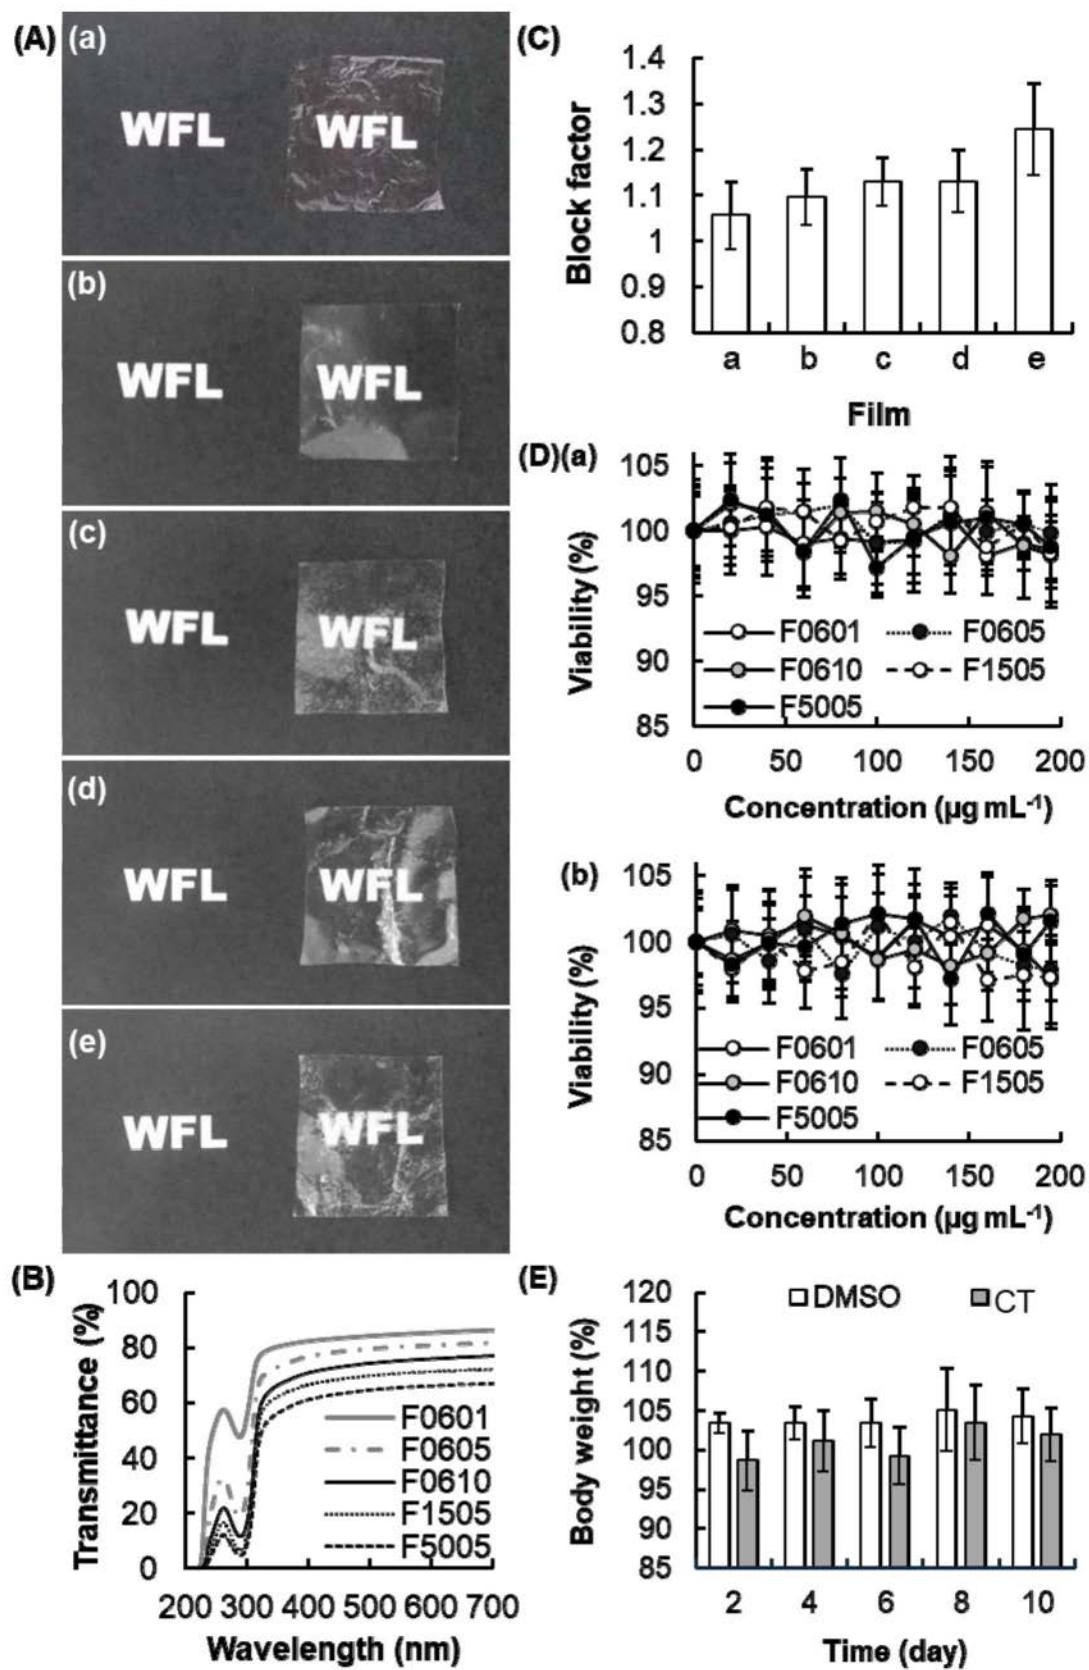 (A)
(a)
WFL WFL
(b)
WFL WFL
(c)
WFL WFL
(d)
WFL WFL
(e)
WFL WFL
(B)
Transmittance (%)
100
80
60
40
20
0
F0601
F0605
F0610
F1505
F5005
200 300 400 500 600 700
Wavelength (nm)
(C)
Block factor
1.4
1.3
1.2
1.1
1
0.9
0.8
a b c d e
Film
(D)(a)
Viability (%)
105
100
95
90
85
F0601 F0605
F0610 F1505
F5005
0 50 100 150 200
Concentration (µg mL-1)
(b)
Viability (%)
105
100
95
90
85
F0601 F0605
F0610 F1505
F5005
0 50 100 150 200
Concentration (µg mL-1)
(E)
Body weight (%)
120
115
110
105
100
95
90
85
DMSO CT
2 4 6 8 10
Time (day)